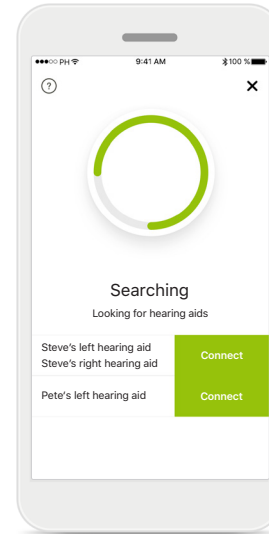 PH 9:41 AM 100 %
?
Searching
Looking for hearing aids
Steve's left hearing aid
Steve's right hearing aid
Connect
Pete's left hearing aid
Connect